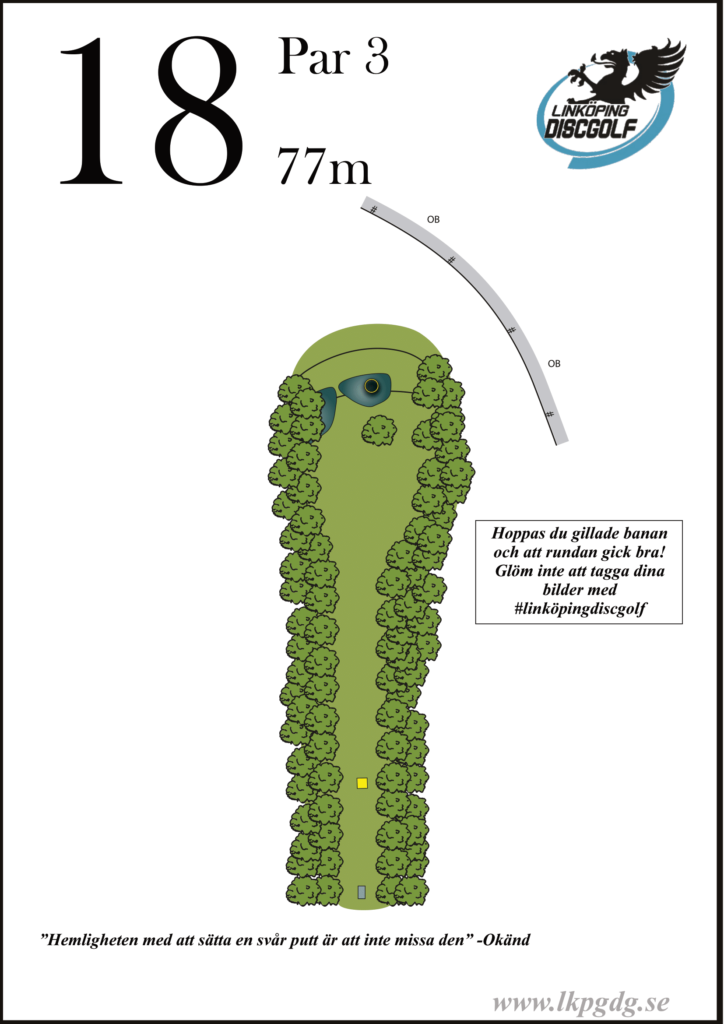 18
Par 3
77m
LINKÖPING
DISCGOLF
OB
OB
Hoppas du gillade banan
och att rundan gick bra!
Glöm inte att tagga dina
bilder med
#linköpingdiscgolf
”Hemligheten med att sätta en svår putt är att inte missa den” -Okänd
www.lkpgdg.se